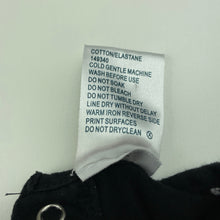 COTTON/ELASTANE
149340
COLD GENTLE MACHINE
WASH BEFORE USE
DO NOT SOAK
DO NOT BLEACH
DO NOT TUMBLE DRY
LINE DRY WITHOUT DELAY
WARM IRON REVERSE SIDE
PRINT SURFACES
DO NOT DRYCLEAN